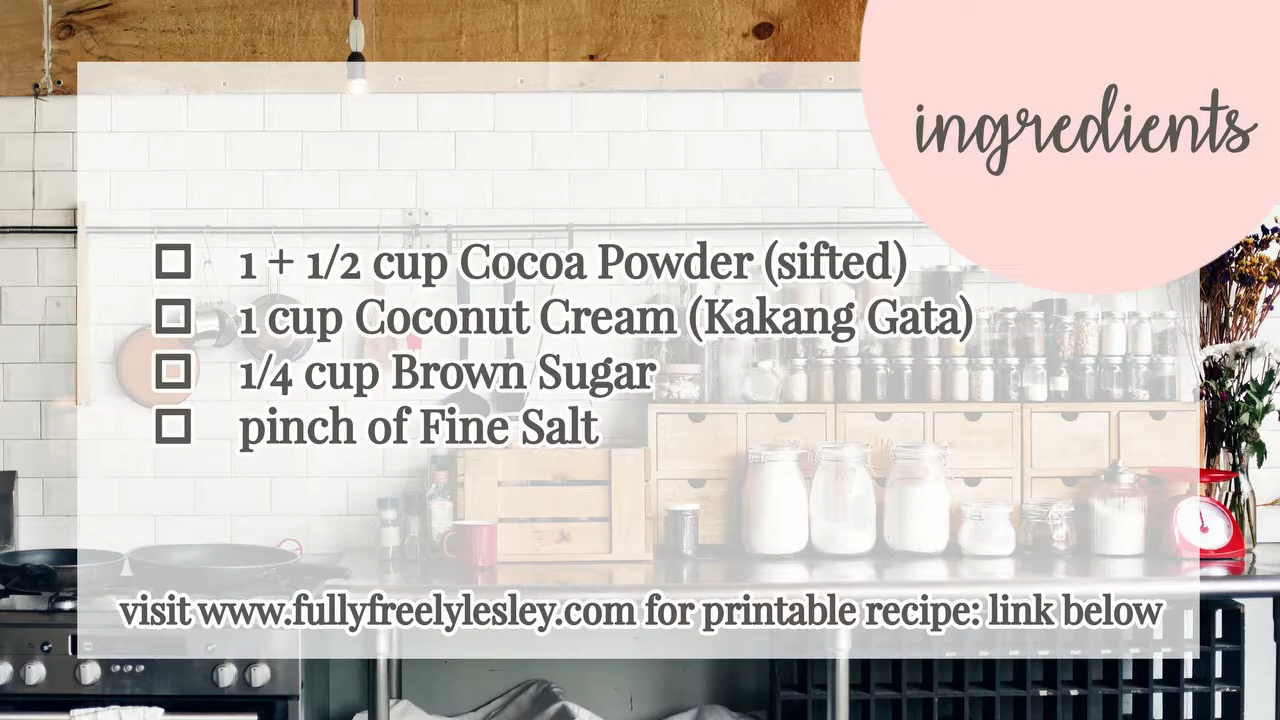 ingredients
1 + 1/2 cup Cocoa Powder (sifted)
1 cup Coconut Cream (Kakang Gata)
1/4 cup Brown Sugar
pinch of Fine Salt
visit www.fullyfreelylesley.com for printable recipe: link below